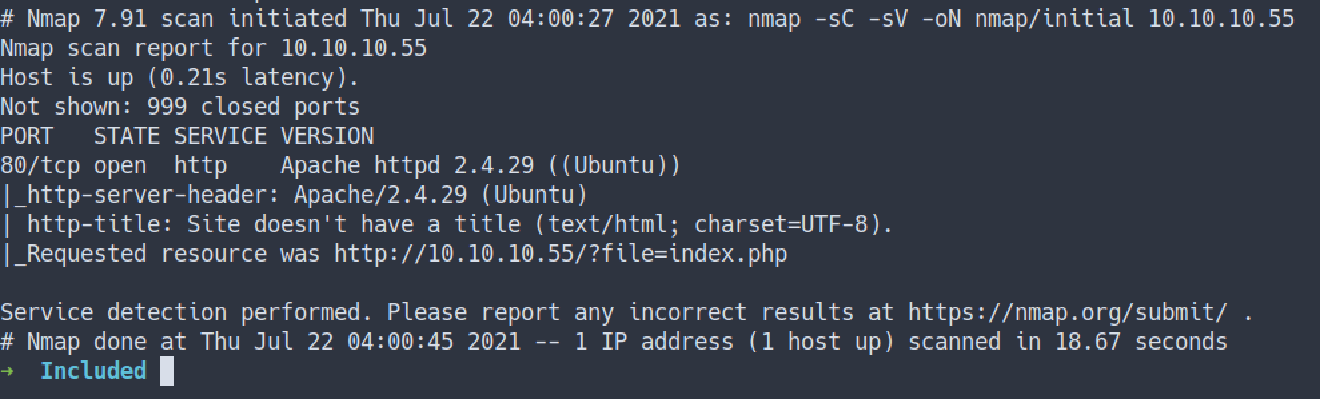 # Nmap 7.91 scan initiated Thu Jul 22 04:00:27 2021 as: nmap -sC -sV -oN nmap/initial 10.10.10.55
Nmap scan report for 10.10.10.55
Host is up (0.21s latency).
Not shown: 999 closed ports
PORT   STATE SERVICE VERSION
80/tcp open  http    Apache httpd 2.4.29 ((Ubuntu))
|_http-server-header: Apache/2.4.29 (Ubuntu)
| http-title: Site doesn't have a title (text/html; charset=UTF-8).
|_Requested resource was http://10.10.10.55/?file=index.php
Service detection performed. Please report any incorrect results at https://nmap.org/submit/ .
# Nmap done at Thu Jul 22 04:00:45 2021 -- 1 IP address (1 host up) scanned in 18.67 seconds
→ Included